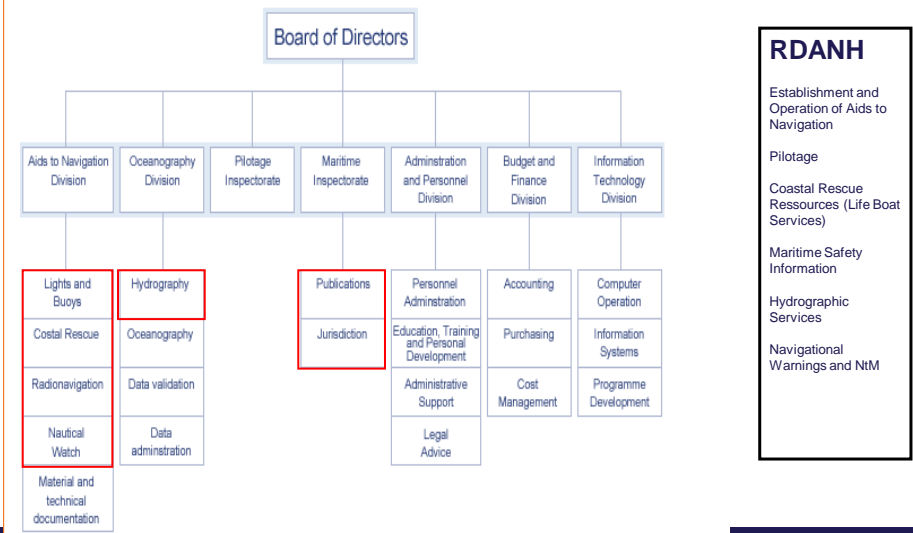 Board of Directors
Aids to Navigation
Division
Oceanography
Division
Pilotage
Inspectorate
Maritime
Inspectorate
Adminstration
and Personnel
Division
Budget and
Finance
Division
Information
Technology
Division
Lights and
Buoys
Costal Rescue
Radionavigation
Nautical
Watch
Material and
technical
documentation
Hydrography
Oceanography
Data validation
Data
adminstration
Publications
Jurisdiction
Personnel
Adminstration
Education, Training
and Personal
Development
Administrative
Support
Legal
Advice
Accounting
Purchasing
Cost
Management
Computer
Operation
Information
Systems
Programme
Development
RDANH
Establishment and
Operation of Aids to
Navigation
Pilotage
Coastal Rescue
Ressources (Life Boat
Services)
Maritime Safety
Information
Hydrographic
Services
Navigational
Warnings and NtM